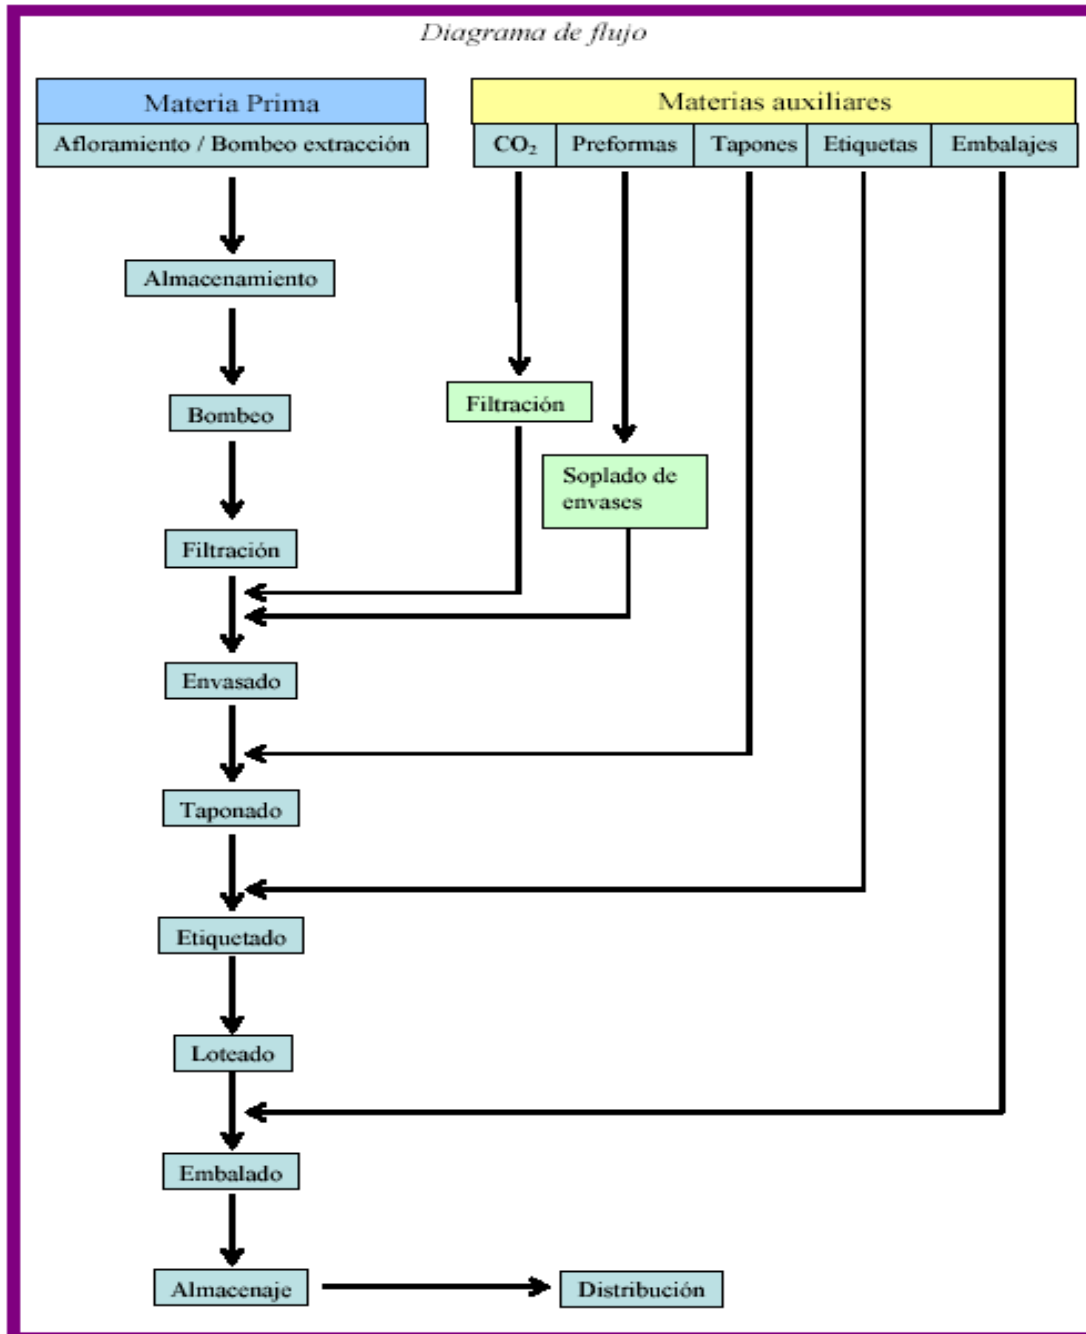 Diagrama de flujo
Materia Prima
Materias auxiliares
Afloramiento / Bombeo extracción
CO₂
Preformas
Tapones
Etiquetas
Embalajes
Almacenamiento
Bombeo
Filtración
Soplado de
envases
Filtración
Envasado
Taponado
Etiquetado
Loteado
Embalado
Almacenaje
Distribución